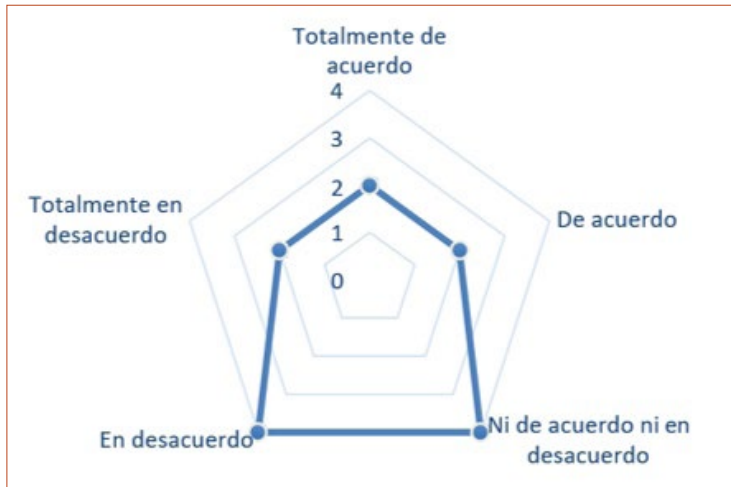 Totalmente de
acuerdo
4
3
2
1
0
Totalmente en
desacuerdo
De acuerdo
En desacuerdo
Ni de acuerdo ni en
desacuerdo